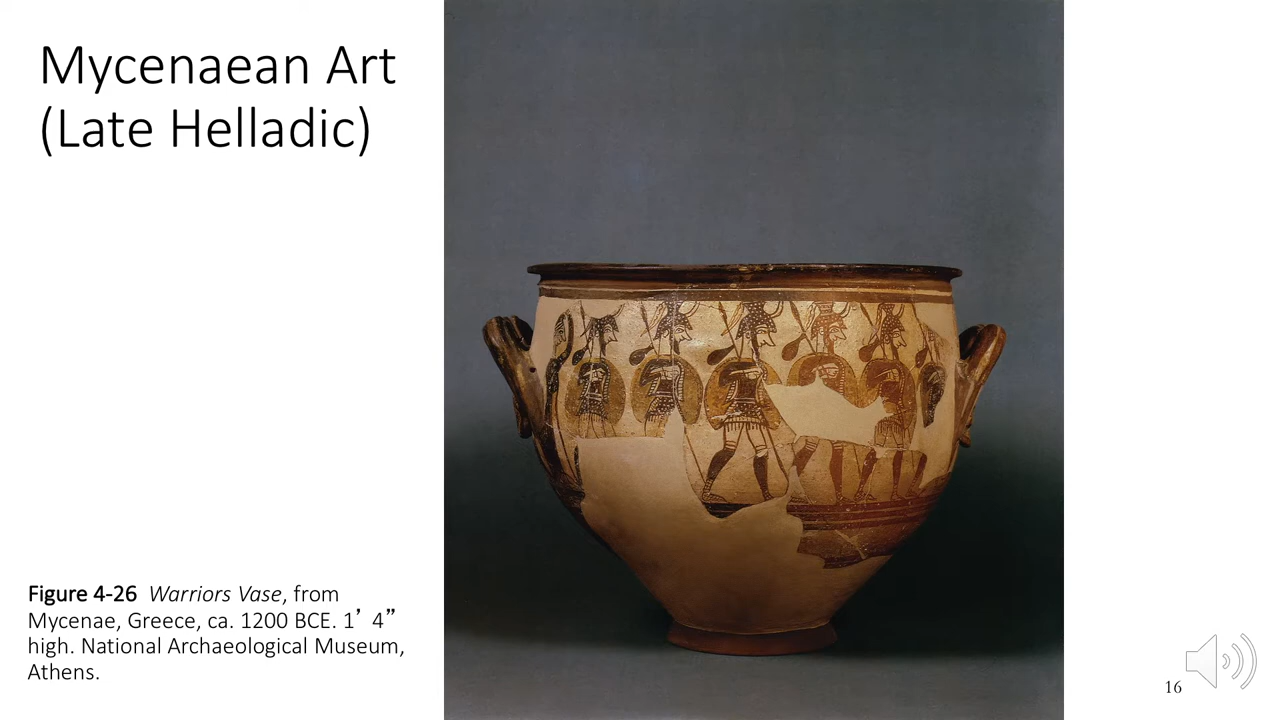 Mycenaean Art
(Late Helladic)
Figure 4-26 Warriors Vase, from
Mycenae, Greece, ca. 1200 BCE. 1’ 4”
high. National Archaeological Museum,
Athens.
16